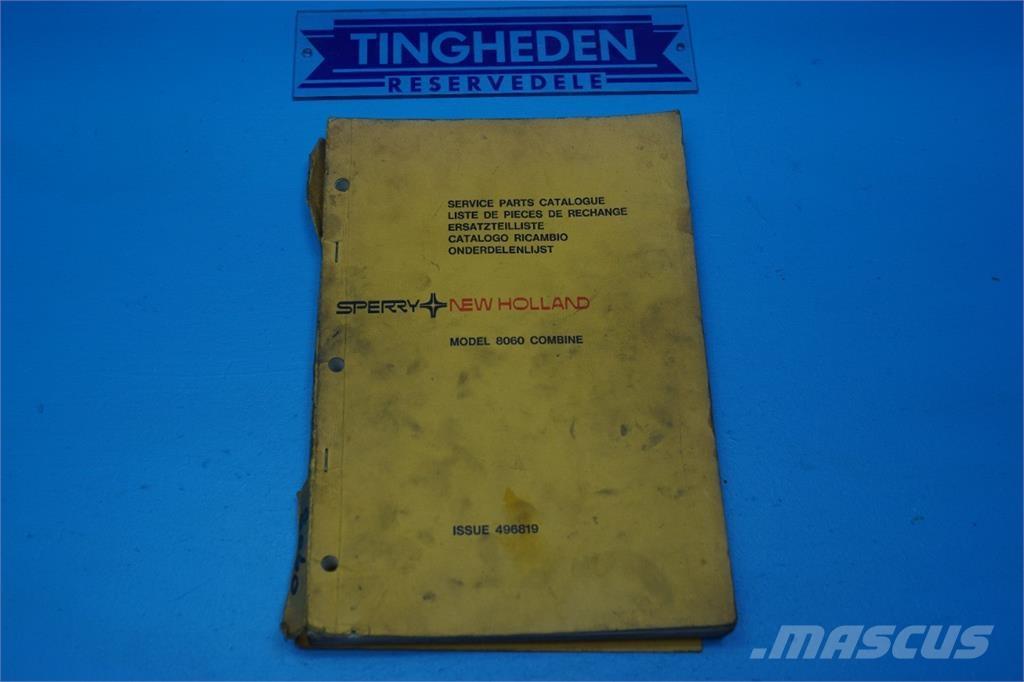 TINGHEDEN
RESERVEDELE
SERVICE PARTS CATALOGUE
LISTE DE PIECES DE RECHANGE
ERSATZTEILLISTE
CATALOGO RICAMBIO
ONDERDELENLIJST
SPERRY NEW HOLLAND
MODEL 8060 COMBINE
ISSUE 496819
.MASCUS